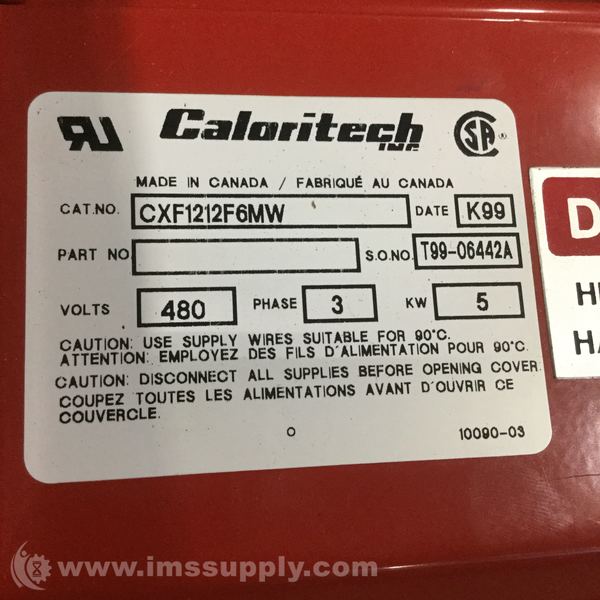 Caloritech INC.
MADE IN CANADA / FABRIQUÉ AU CANADA
CAT.NO. CXF1212F6MW DATE K99
PART NO S.O.NO. T99-06442A
VOLTS 480 PHASE 3 KW 5
CAUTION: USE SUPPLY WIRES SUITABLE FOR 90°C.
ATTENTION: EMPLOYEZ DES FILS D'ALIMENTATION POUR 90°C.
CAUTION: DISCONNECT ALL SUPPLIES BEFORE OPENING COVER
COUPEZ TOUTES LES ALIMENTATIONS AVANT D'OUVRIR CE
COUVERCLE.
10090-03
www.imssupply.com